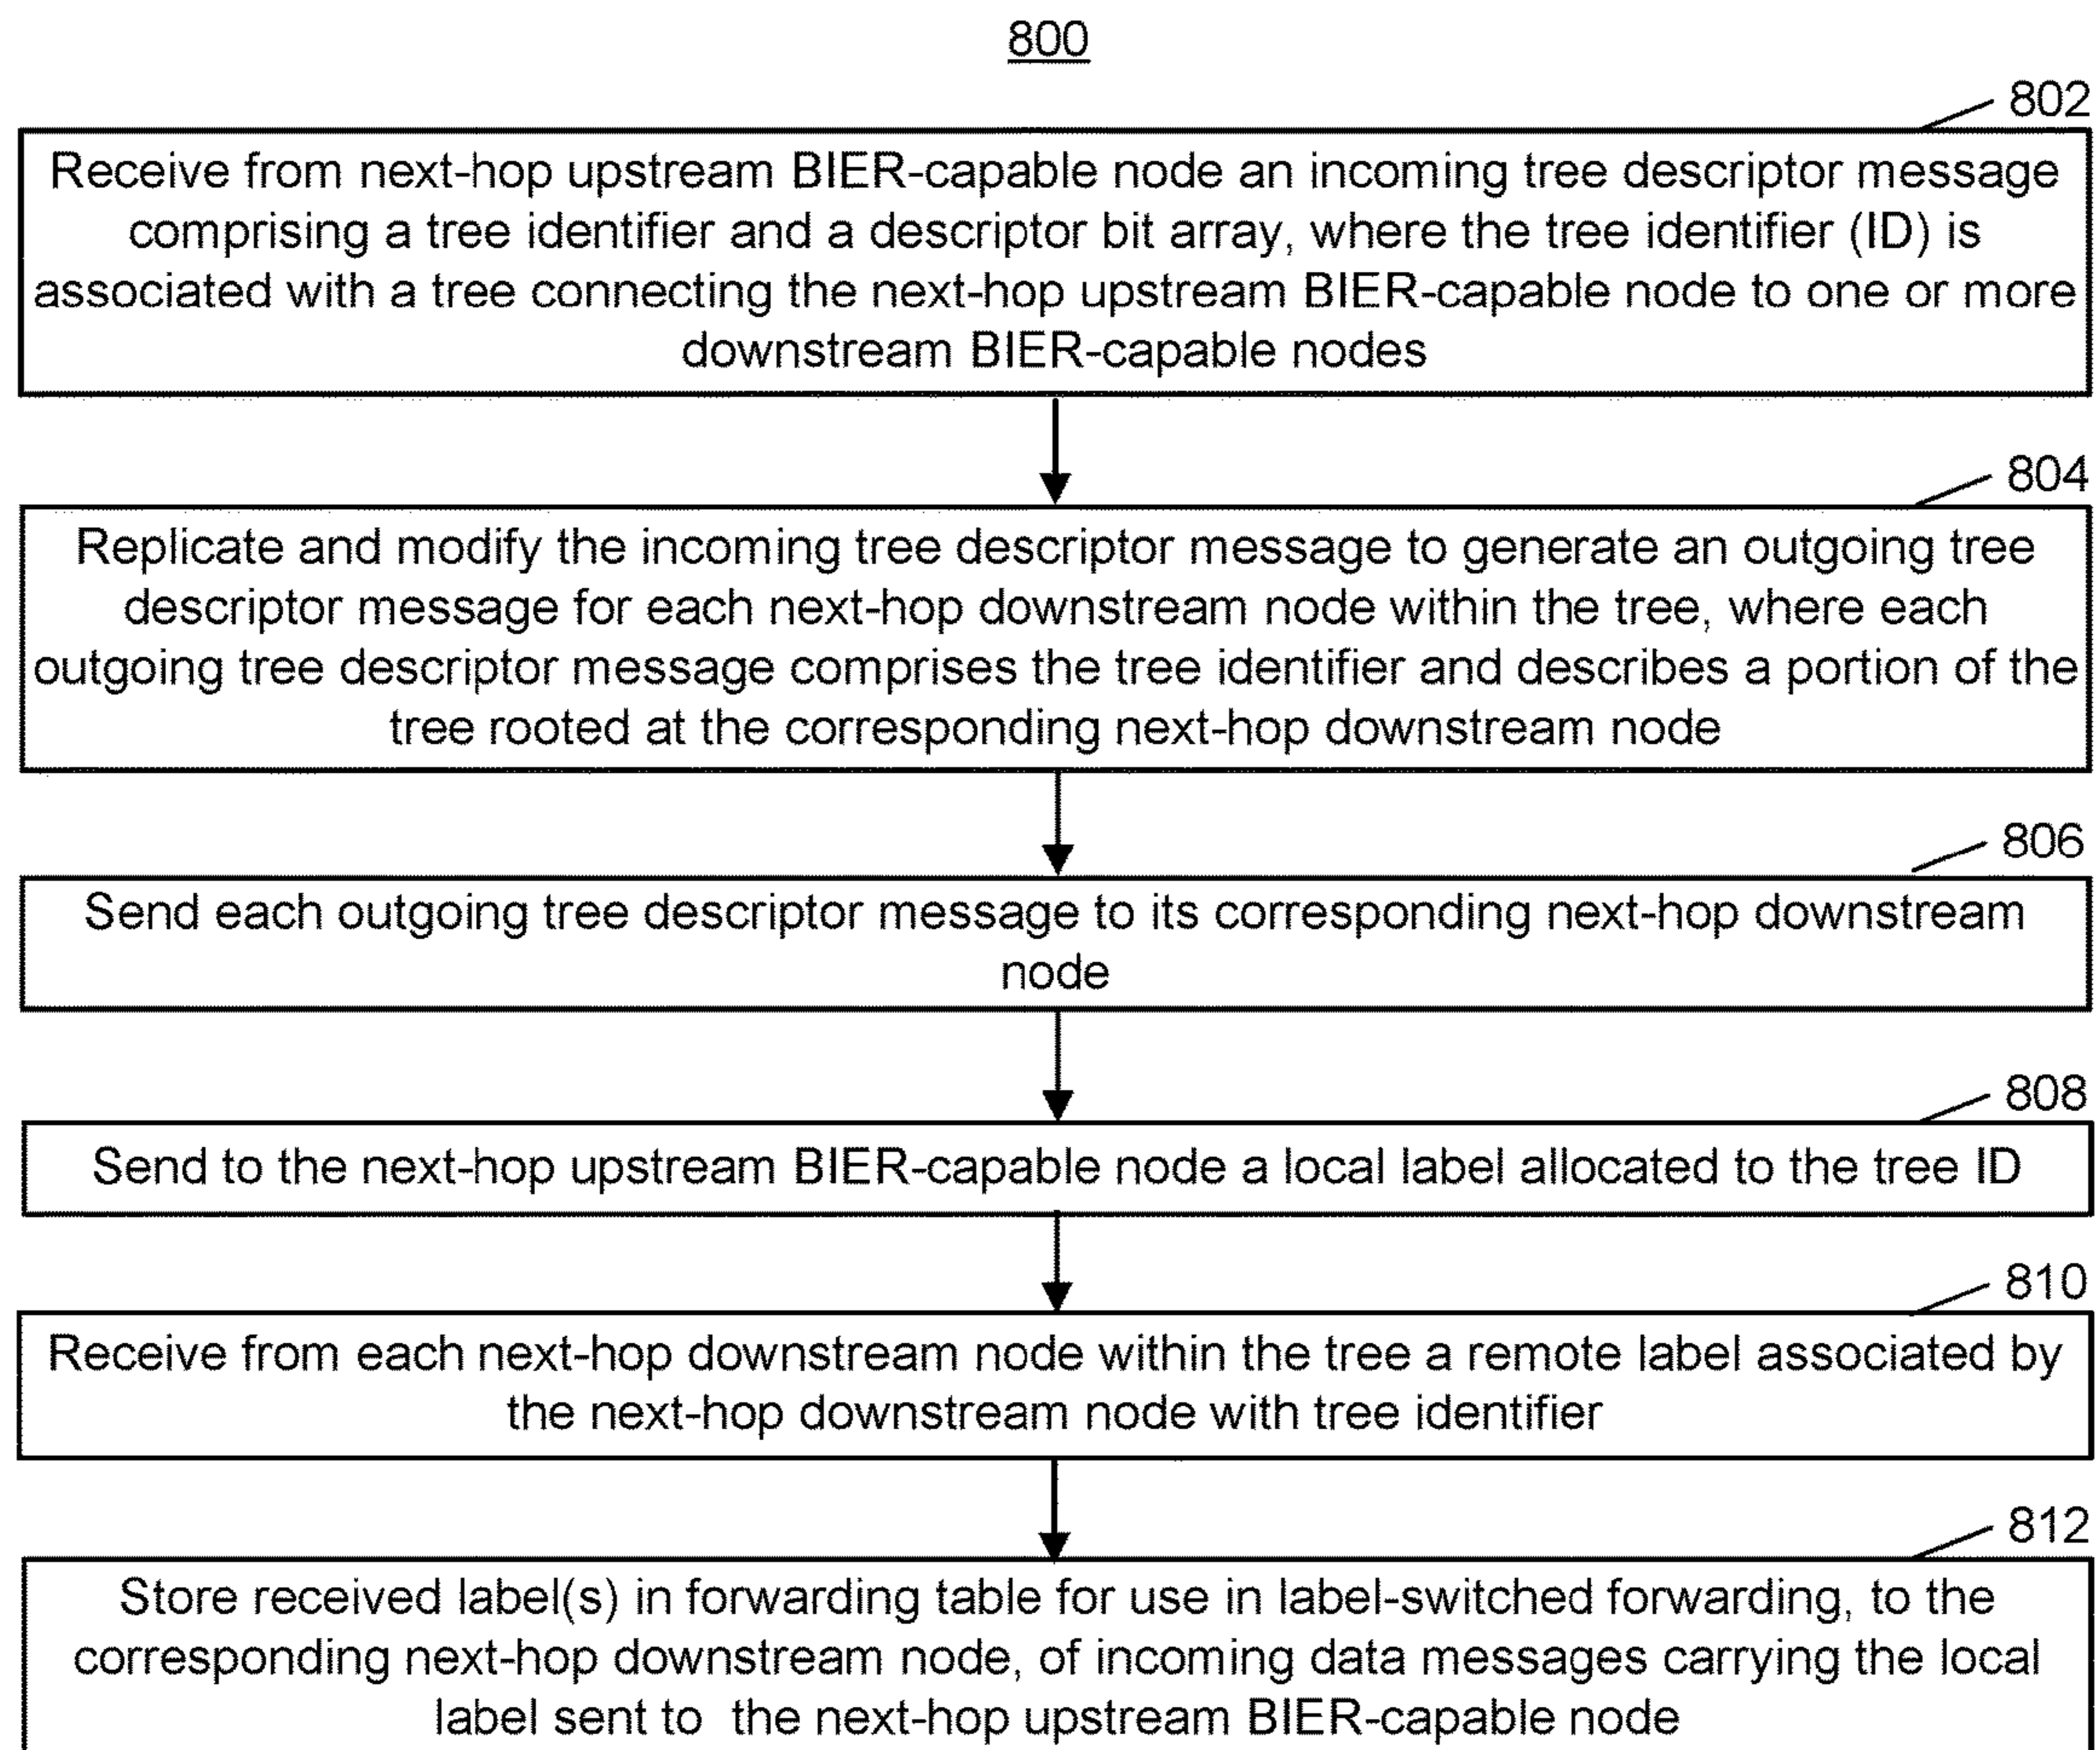 800
802
Receive from next-hop upstream BIER-capable node an incoming tree descriptor message
comprising a tree identifier and a descriptor bit array, where the tree identifier (ID) is
associated with a tree connecting the next-hop upstream BIER-capable node to one or more
downstream BIER-capable nodes
804
Replicate and modify the incoming tree descriptor message to generate an outgoing tree
descriptor message for each next-hop downstream node within the tree, where each
outgoing tree descriptor message comprises the tree identifier and describes a portion of the
tree rooted at the corresponding next-hop downstream node
806
Send each outgoing tree descriptor message to its corresponding next-hop downstream
node
808
Send to the next-hop upstream BIER-capable node a local label allocated to the tree ID
810
Receive from each next-hop downstream node within the tree a remote label associated by
the next-hop downstream node with tree identifier
812
Store received label(s) in forwarding table for use in label-switched forwarding, to the
corresponding next-hop downstream node, of incoming data messages carrying the local
label sent to the next-hop upstream BIER-capable node